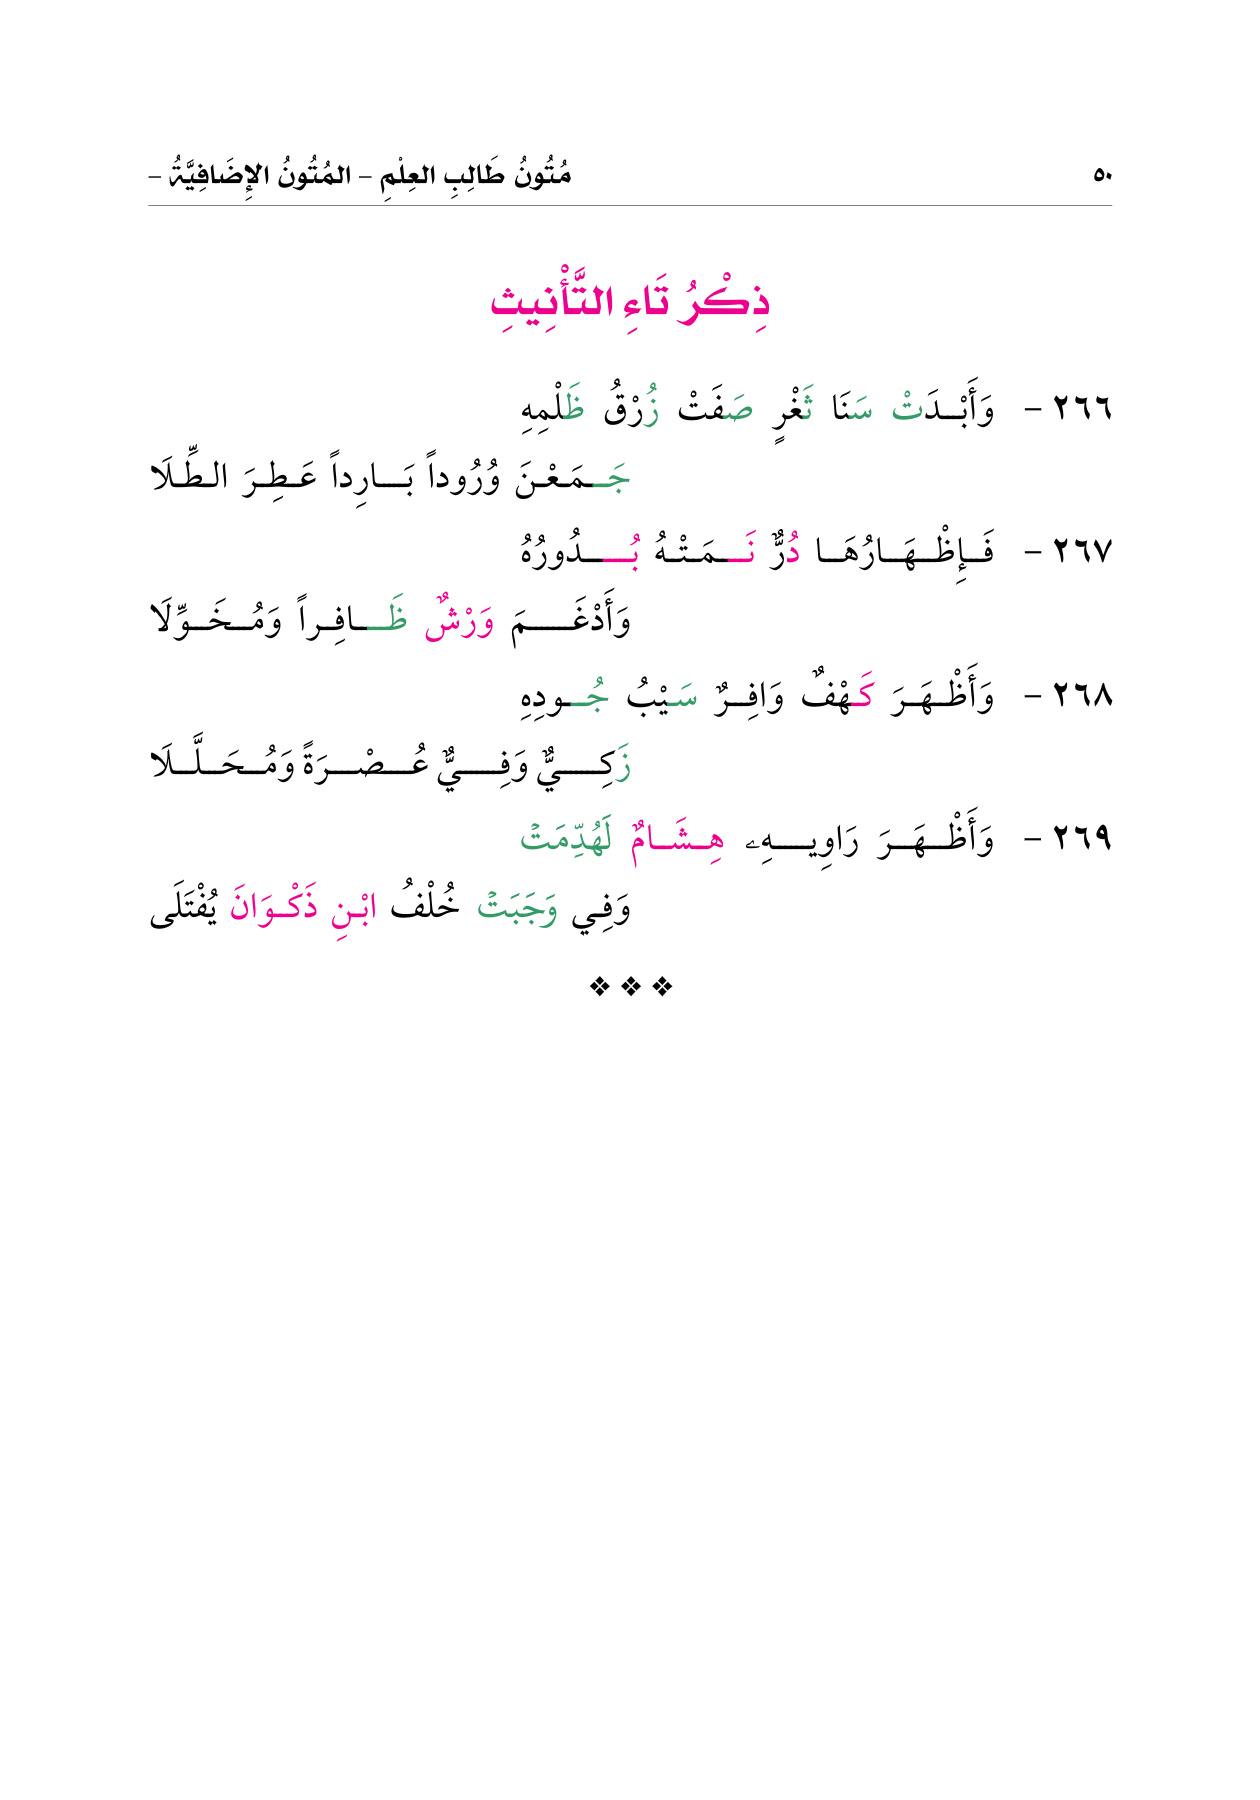 ٥٠ مُتُونُ طَالِبِ العِلْمِ – المُتُونُ الإِضَافِيَّةُ –
ذِكْرُ تَاءِ التَّأْنِيثِ
٢٦٦ – وَأَبْدَتْ سَنَا ثَغْرٍ صَفَتْ زُرْقُ ظَلْمِهِ
جَمَعْنَ وُرُوداً بَارِداً عَطِرَ الطِّلَا
٢٦٧ – فَإِظْهَارُهَا دُرٌّ نَمَتْهُ بُدُورُهُ
وَأَدْغَمَ وَرْشٌ ظَافِراً وَمُخَوِّلَا
٢٦٨ – وَأَظْهَرَ كَهْفٌ وَافِرٌ سَيْبُ جُودِهِ
زَكِيٌّ وَفِيٌّ عُصْرَةً وَمُحَلَّلَا
٢٦٩ – وَأَظْهَرَ رَاوِيهِۦ هِشَامٌ لَهُدِّمَتْ
وَفِي وَجَبَتْ خُلْفُ ابْنِ ذَكْوَانَ يُفْتَلَى
❖ ❖ ❖